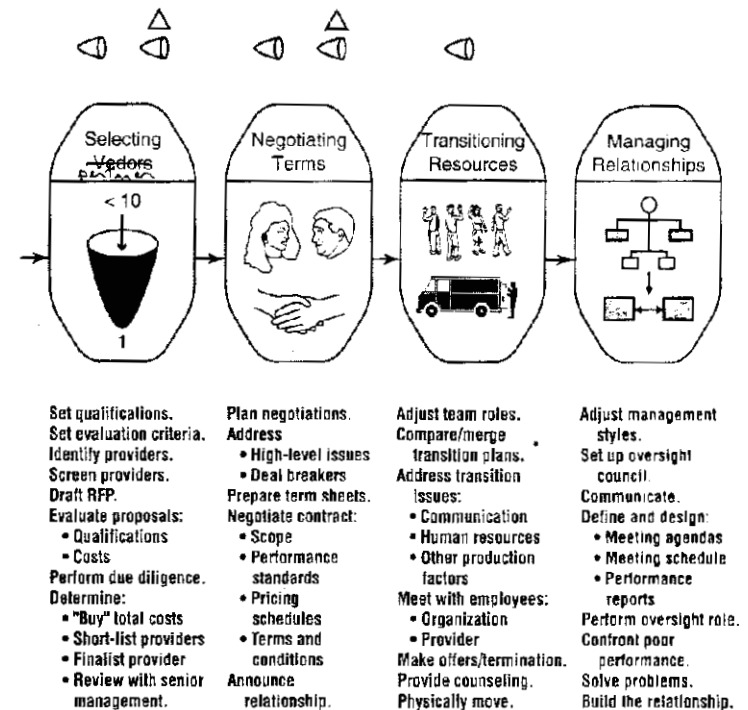 Selecting
Vedors
partner
< 10
1
Negotiating
Terms
Transitioning
Resources
Managing
Relationships
Set qualifications.
Set evaluation criteria.
Identify providers.
Screen providers.
Draft RFP.
Evaluate proposals:
• Qualifications
• Costs
Perform due diligence.
Determine:
• "Buy" total costs
• Short-list providers
• Finalist provider
• Review with senior
management.
Plan negotiations.
Address
• High-level issues
• Deal breakers
Prepare term sheets.
Negotiate contract:
• Scope
• Performance
standards
• Pricing
schedules
• Terms and
conditions
Announce
relationship.
Adjust team roles.
Compare/merge
transition plans.
Address transition
issues:
• Communication
• Human resources
• Other production
factors
Meet with employees:
• Organization
• Provider
Make offers/termination.
Provide counseling.
Physically move.
Adjust management
styles.
Set up oversight
council.
Communicate.
Define and design:
• Meeting agendas
• Meeting schedule
• Performance
reports
Perform oversight role.
Confront poor
performance.
Solve problems.
Build the relationship.